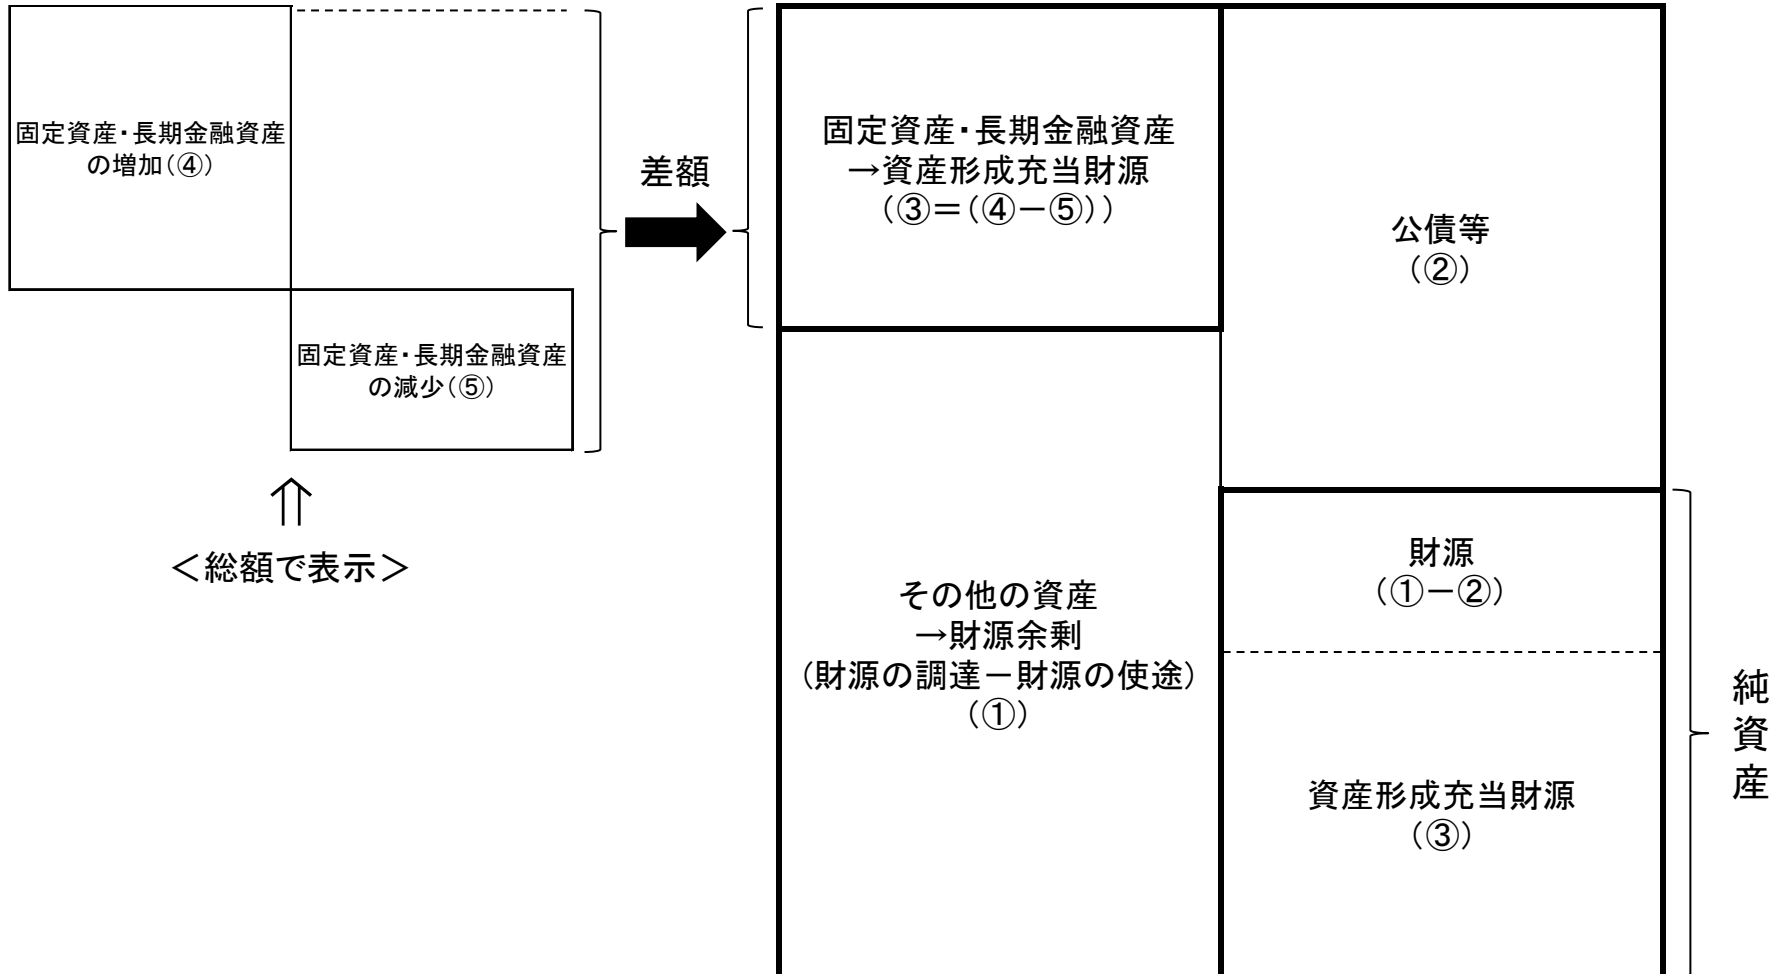 固定資産・長期金融資産
の増加(④)
固定資産・長期金融資産
の減少(⑤)
⇑
＜総額で表示＞
差額
固定資産・長期金融資産
→資産形成充当財源
(③＝(④－⑤))
その他の資産
→財源余剰
(財源の調達－財源の使途)
(①)
公債等
(②)
財源
(①－②)
資産形成充当財源
(③)
純
資
産